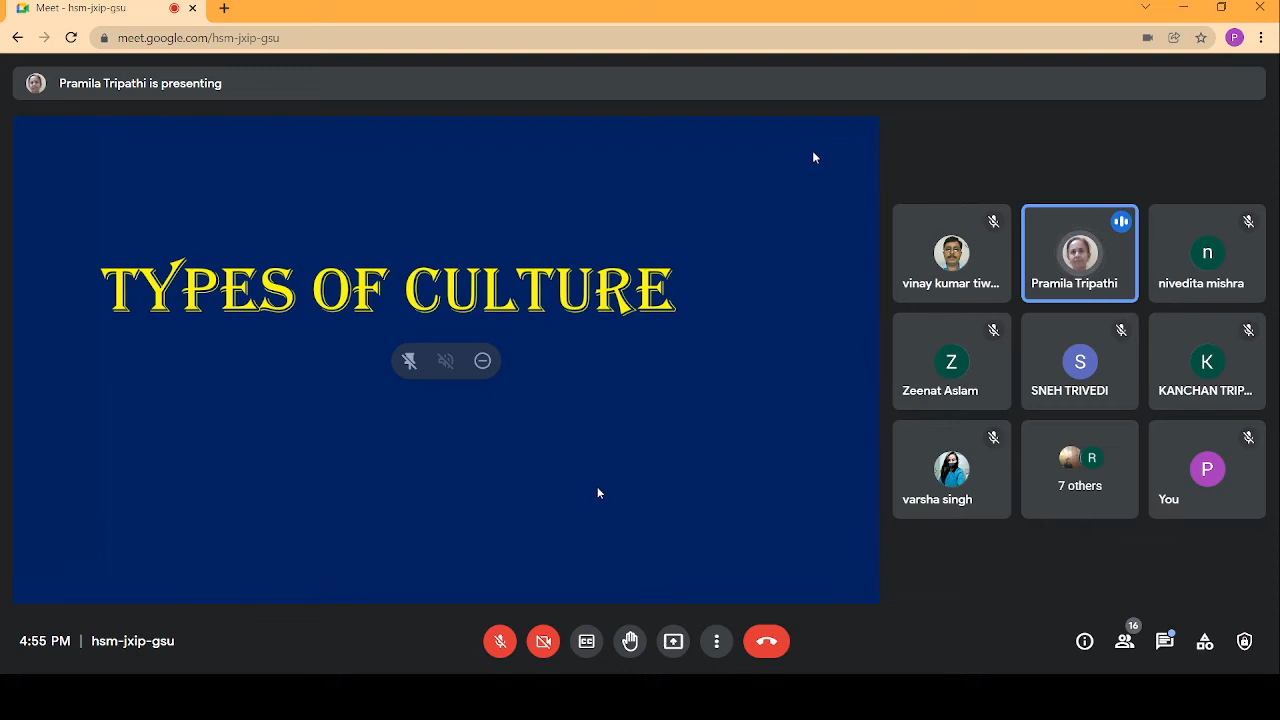 Meet - hsm-jxip-gsu
meet.google.com/hsm-jxip-gsu
P
Pramila Tripathi is presenting
TYPES OF CULTURE
vinay kumar tiw...
Pramila Tripathi
n
nivedita mishra
Z
Zeenat Aslam
S
SNEH TRIVEDI
K
KANCHAN TRIP...
varsha singh
R
7 others
P
You
4:55 PM | hsm-jxip-gsu
CC
16